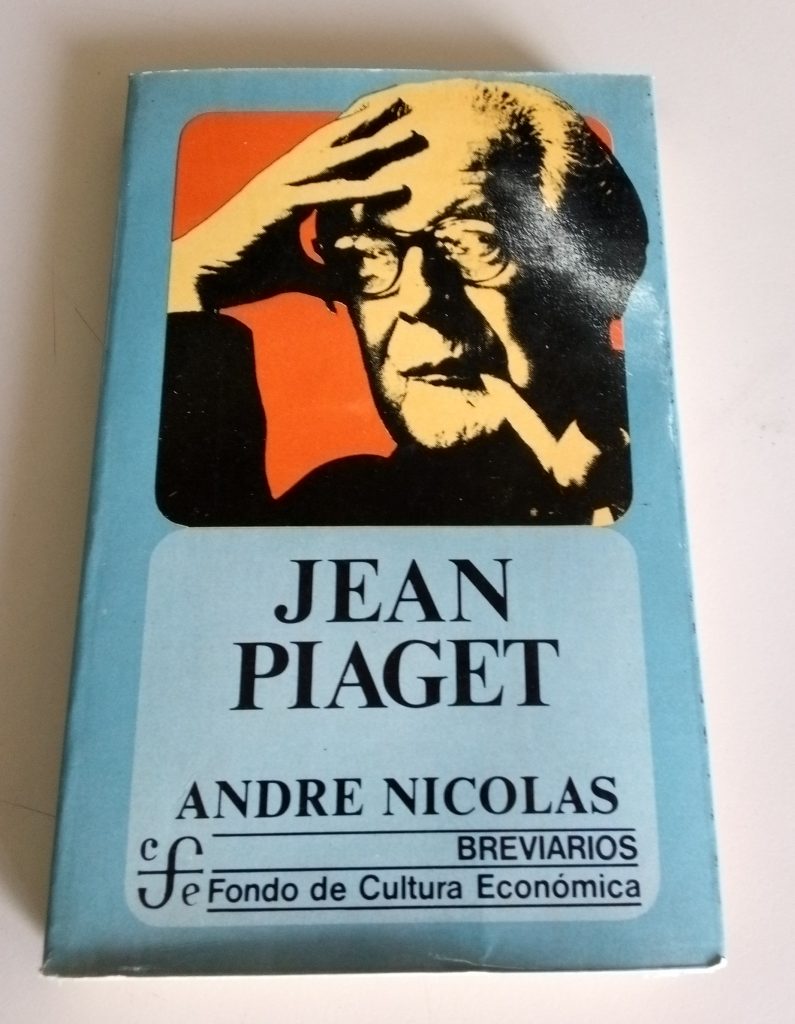 JEAN
PIAGET
ANDRE NICOLAS
BREVIARIOS
cfe
Fondo de Cultura Económica